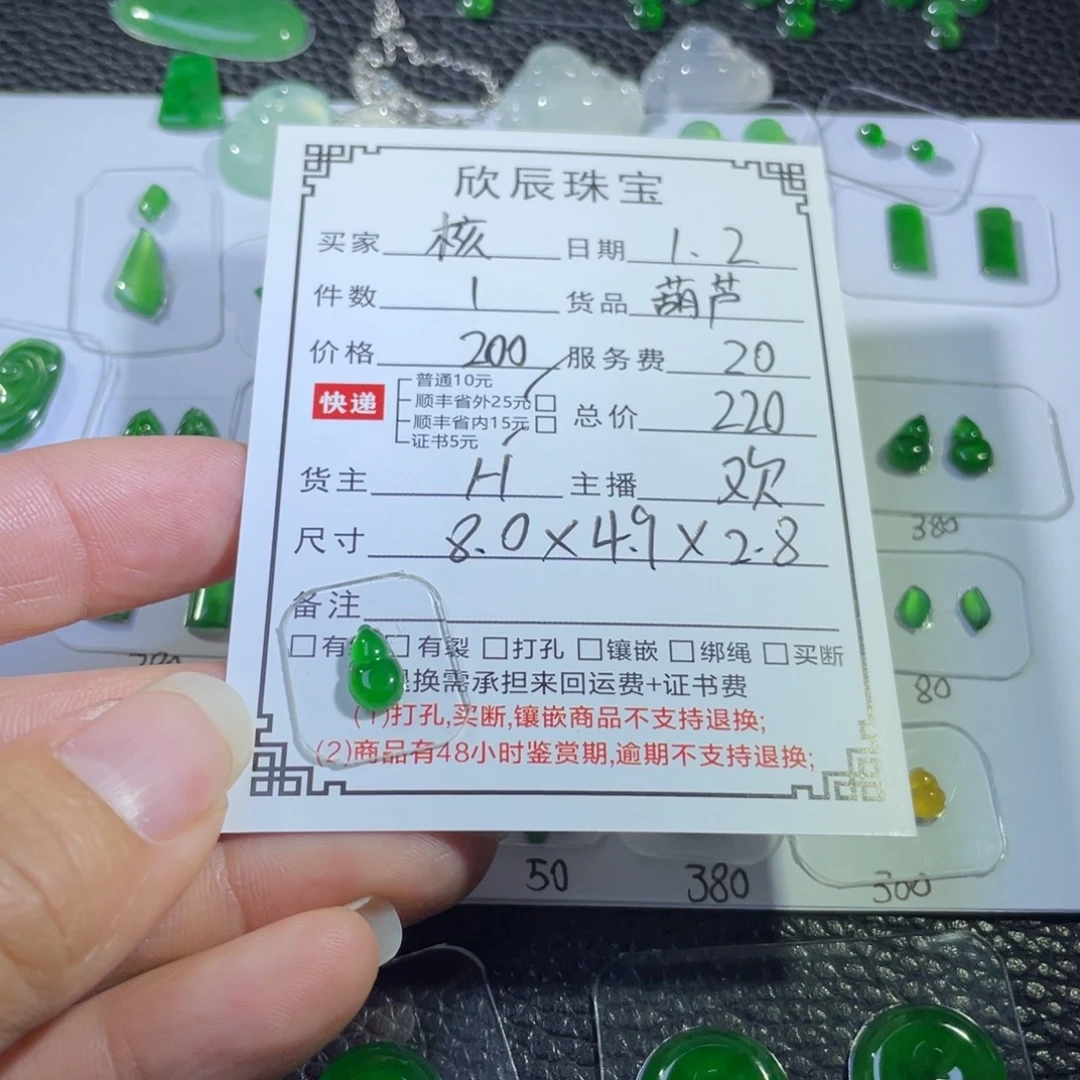 欣辰珠宝
买家 核 日期 1.2
件数 1 货品 葫芦
价格 200 服务费 20
快递
普通10元
顺丰省外25元
顺丰省内15元
证书5元
总价 220
货主 H 主播 欢
尺寸 8.0×4.9×2.8
备注
□有 □有裂 □打孔 □镶嵌 □绑绳 □买断
换需承担来回运费+证书费
(1)打孔,买断,镶嵌商品不支持退换;
(2)商品有48小时鉴赏期,逾期不支持退换;
380
80
50
380
300